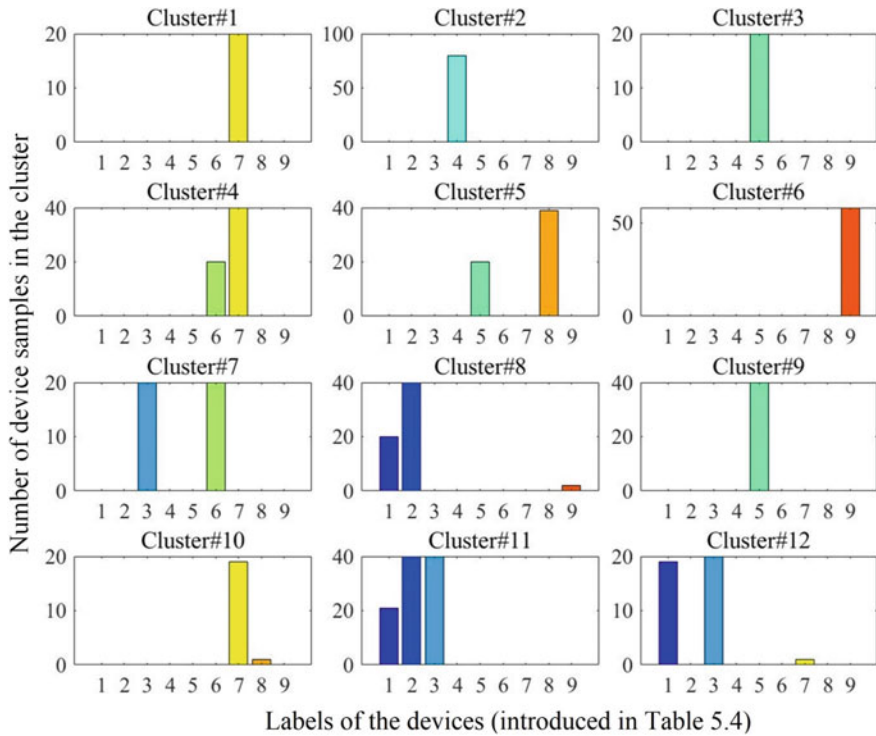 Number of device samples in the cluster
Cluster#1
20
10
0
1 2 3 4 5 6 7 8 9
Cluster#2
100
50
0
1 2 3 4 5 6 7 8 9
Cluster#3
20
10
0
1 2 3 4 5 6 7 8 9
Cluster#4
40
20
0
1 2 3 4 5 6 7 8 9
Cluster#5
40
20
0
1 2 3 4 5 6 7 8 9
Cluster#6
50
0
1 2 3 4 5 6 7 8 9
Cluster#7
20
10
0
1 2 3 4 5 6 7 8 9
Cluster#8
40
20
0
1 2 3 4 5 6 7 8 9
Cluster#9
40
20
0
1 2 3 4 5 6 7 8 9
Cluster#10
20
10
0
1 2 3 4 5 6 7 8 9
Cluster#11
40
20
0
1 2 3 4 5 6 7 8 9
Cluster#12
20
10
0
1 2 3 4 5 6 7 8 9
Labels of the devices (introduced in Table 5.4)